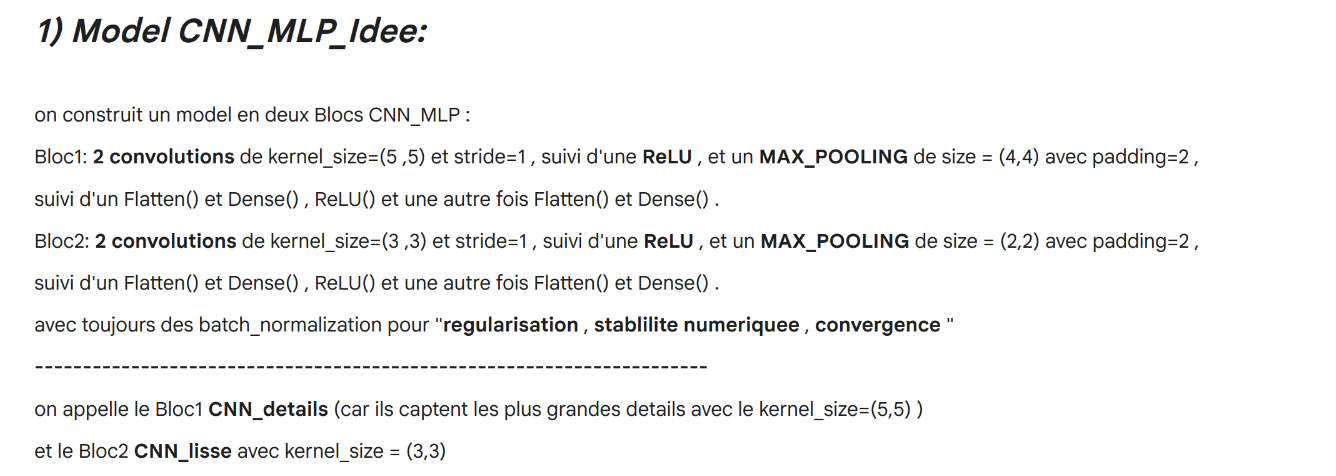 1) Model CNN_MLP_Idee:
on construit un model en deux Blocs CNN_MLP :
Bloc1: 2 convolutions de kernel_size=(5 ,5) et stride=1 , suivi d'une ReLU , et un MAX_POOLING de size = (4,4) avec padding=2 ,
suivi d'un Flatten() et Dense() , ReLU() et une autre fois Flatten() et Dense() .
Bloc2: 2 convolutions de kernel_size=(3 ,3) et stride=1 , suivi d'une ReLU , et un MAX_POOLING de size = (2,2) avec padding=2 ,
suivi d'un Flatten() et Dense() , ReLU() et une autre fois Flatten() et Dense() .
avec toujours des batch_normalization pour "regularisation , stablilite numeriquee , convergence "
----------------------------------------------------------------------
on appelle le Bloc1 CNN_details (car ils captent les plus grandes details avec le kernel_size=(5,5) )
et le Bloc2 CNN_lisse avec kernel_size = (3,3)